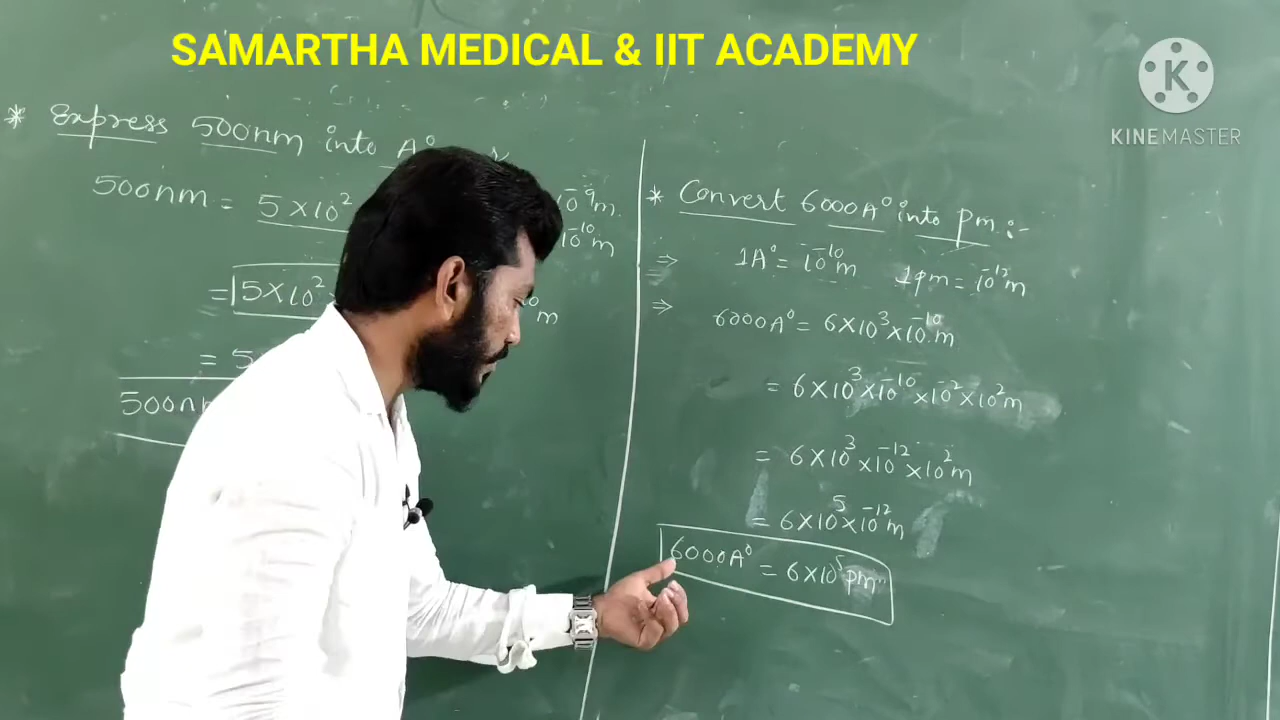 SAMARTHA MEDICAL & IIT ACADEMY
KINEMASTER
* Express 500nm into A°
500nm = 5×10²
10⁻⁹m.
10⁻¹⁰m
= 5×10²
m
= 5
500n
* Convert 6000A° into pm :-
⇒ 1A° = 10⁻¹⁰m 1pm = 10⁻¹²m
⇒ 6000A° = 6×10³×10⁻¹⁰m
= 6×10³×10⁻¹⁰×10⁻²×10²m
= 6×10³×10⁻¹²×10²m
= 6×10⁵×10⁻¹²m
6000A° = 6×10⁵pm